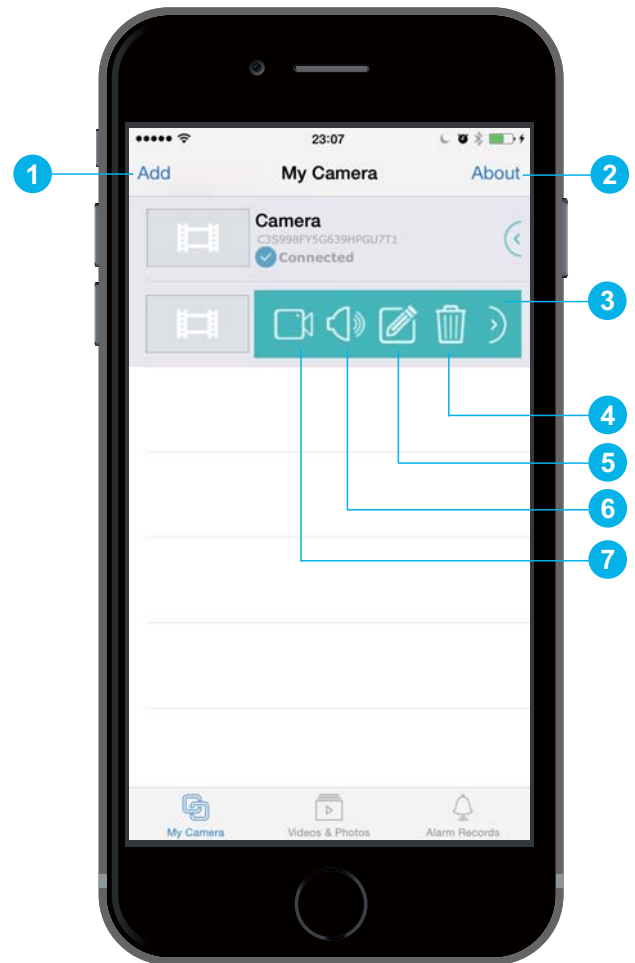 23:07
1
Add
My Camera
About
2
Camera
C35998FY5G639HPGU7T1
Connected
3
4
5
6
7
My Camera
Videos & Photos
Alarm Records